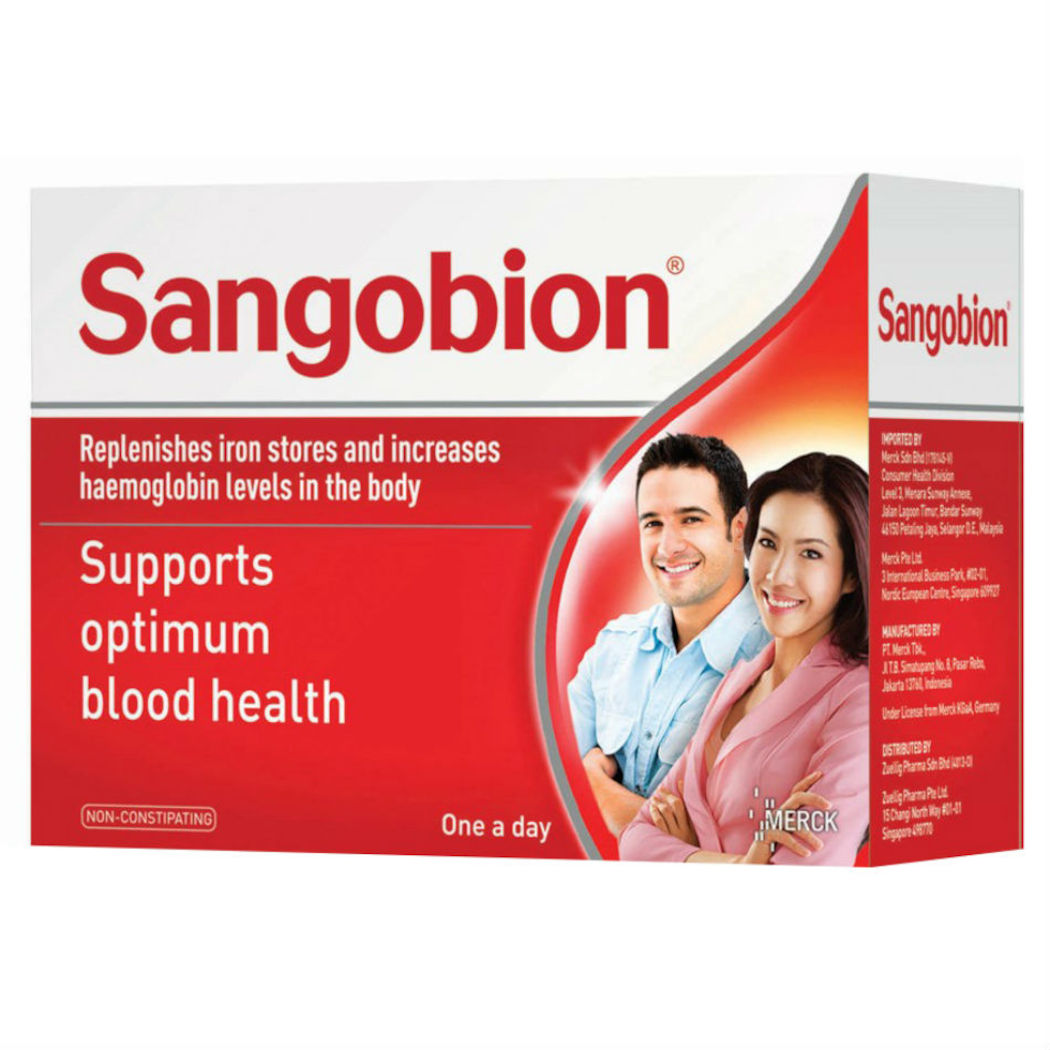 Sangobion®
Replenishes iron stores and increases
haemoglobin levels in the body
Supports
optimum
blood health
NON-CONSTIPATING
One a day
MERCK
Sangobion®
IMPORTED BY
Merck Sdn Bhd (178145-V)
Consumer Health Division
Level 3, Menara Sunway Annexe,
Jalan Lagoon Timur, Bandar Sunway
46150 Petaling Jaya, Selangor D.E., Malaysia
Merck Pte Ltd.
3 International Business Park, #02-01,
Nordic European Centre, Singapore 609927
MANUFACTURED BY
PT. Merck Tbk.,
Jl T.B. Simatupang No. 8, Pasar Rebo,
Jakarta 13760, Indonesia
Under License from Merck KGaA, Germany
DISTRIBUTED BY
Zuellig Pharma Sdn Bhd (4013-D)
Zuellig Pharma Pte Ltd.
15 Changi North Way #01-01
Singapore 498770